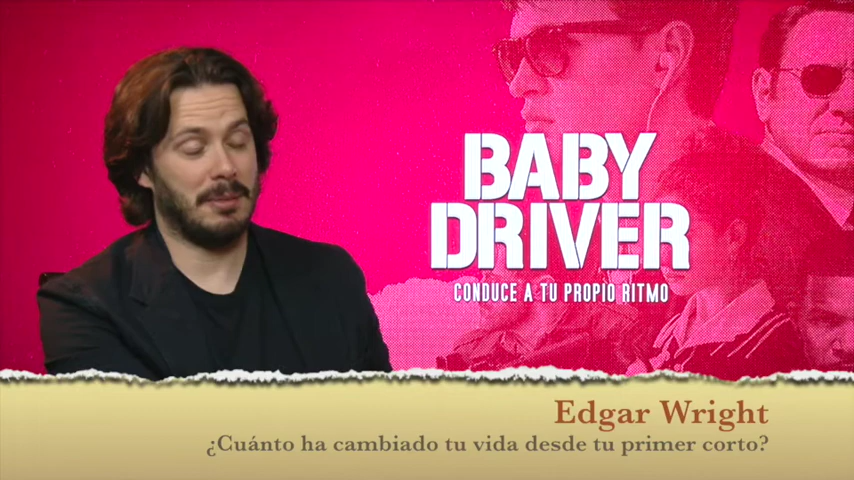 BABY
DRIVER
CONDUCE A TU PROPIO RITMO
Edgar Wright
¿Cuánto ha cambiado tu vida desde tu primer corto?